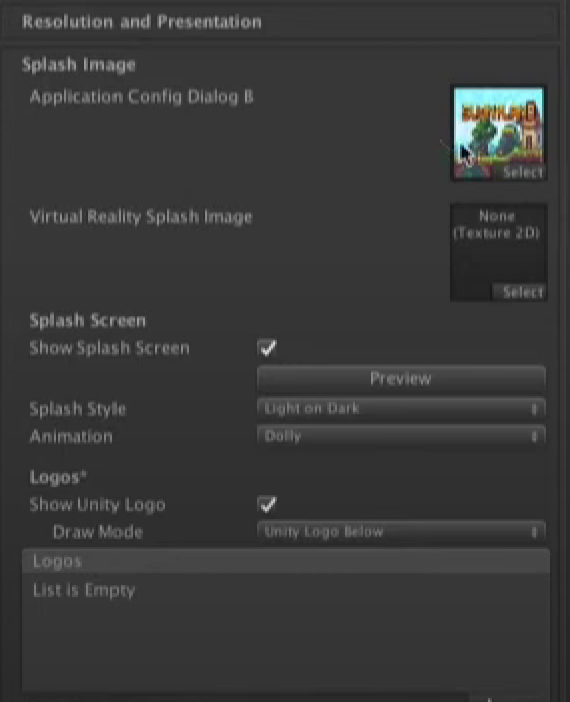 Resolution and Presentation
Splash Image
Application Config Dialog B
Select
Virtual Reality Splash Image
None
(Texture 2D)
Select
Splash Screen
Show Splash Screen
Preview
Splash Style
Light on Dark
Animation
Dolly
Logos*
Show Unity Logo
Draw Mode
Unity Logo Below
Logos
List is Empty